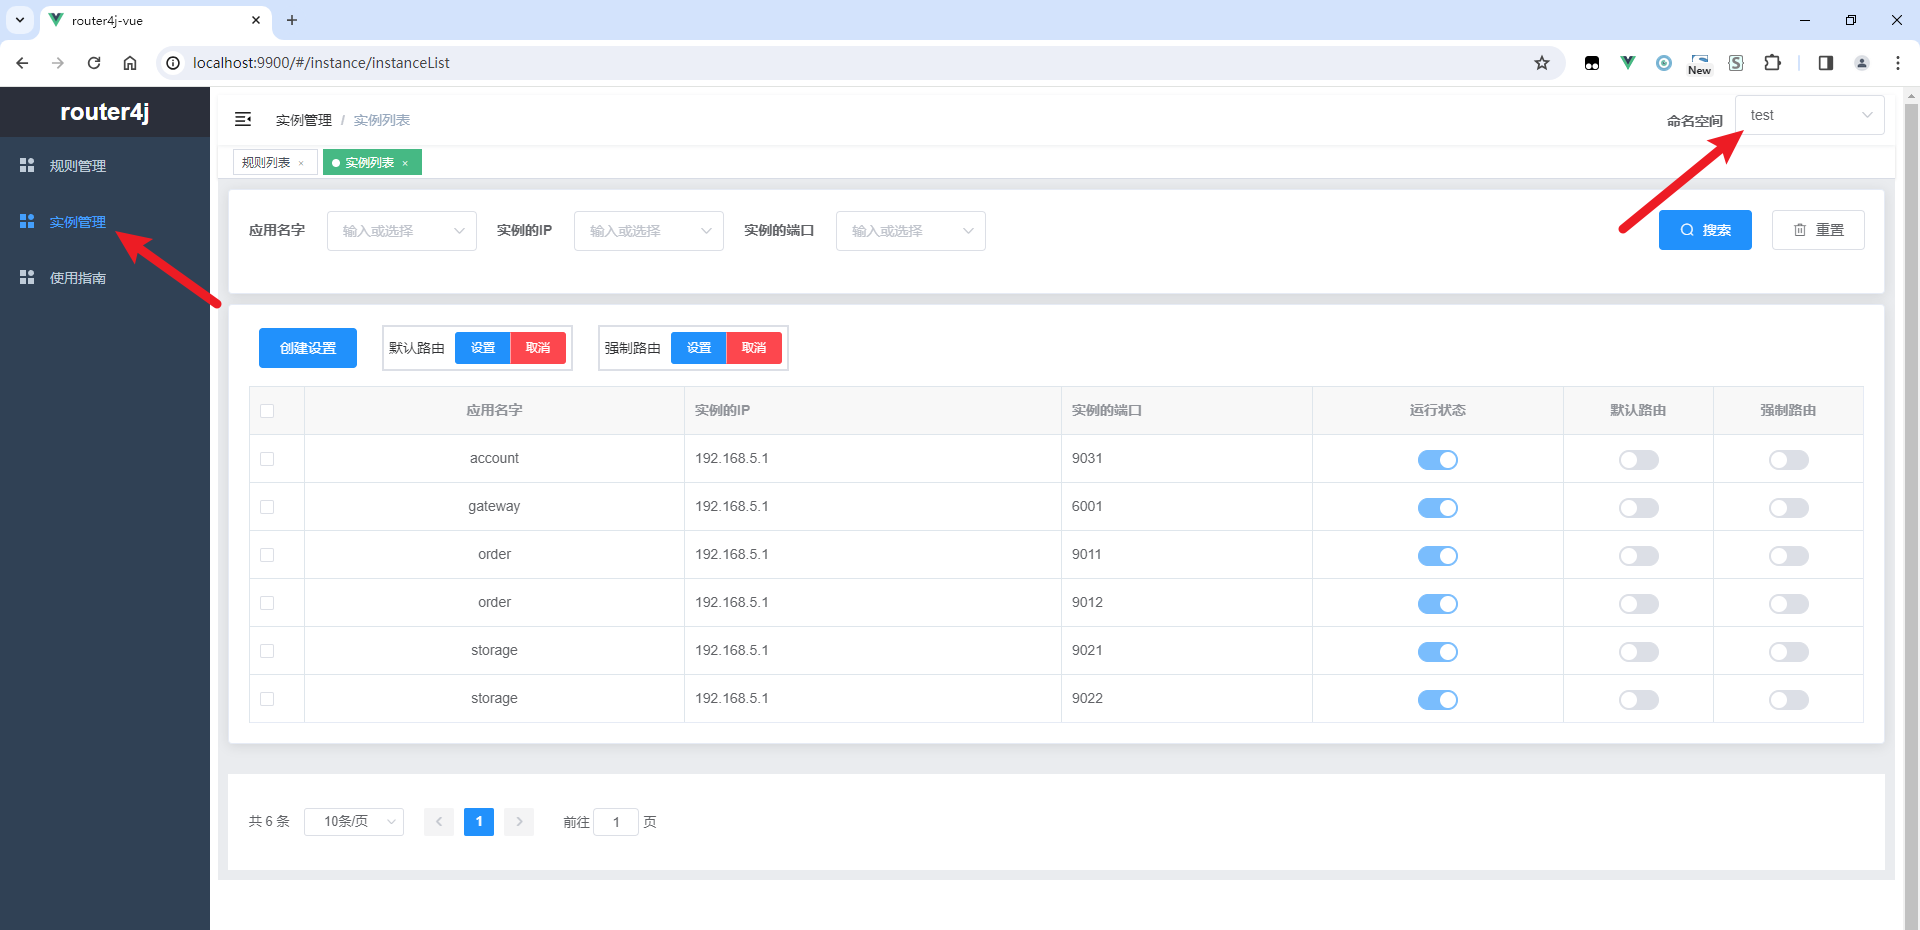 router4j-vue
localhost:9900/#/instance/instanceList
New
router4j
实例管理 / 实例列表
命名空间 test
规则管理
实例管理
使用指南
规则列表 ×
实例列表 ×
应用名字 输入或选择 实例的IP 输入或选择 实例的端口 输入或选择 搜索 重置
创建设置 默认路由 设置 取消 强制路由 设置 取消
应用名字 实例的IP 实例的端口 运行状态 默认路由 强制路由
account 192.168.5.1 9031
gateway 192.168.5.1 6001
order 192.168.5.1 9011
order 192.168.5.1 9012
storage 192.168.5.1 9021
storage 192.168.5.1 9022
共 6 条 10条/页 1 前往 1 页